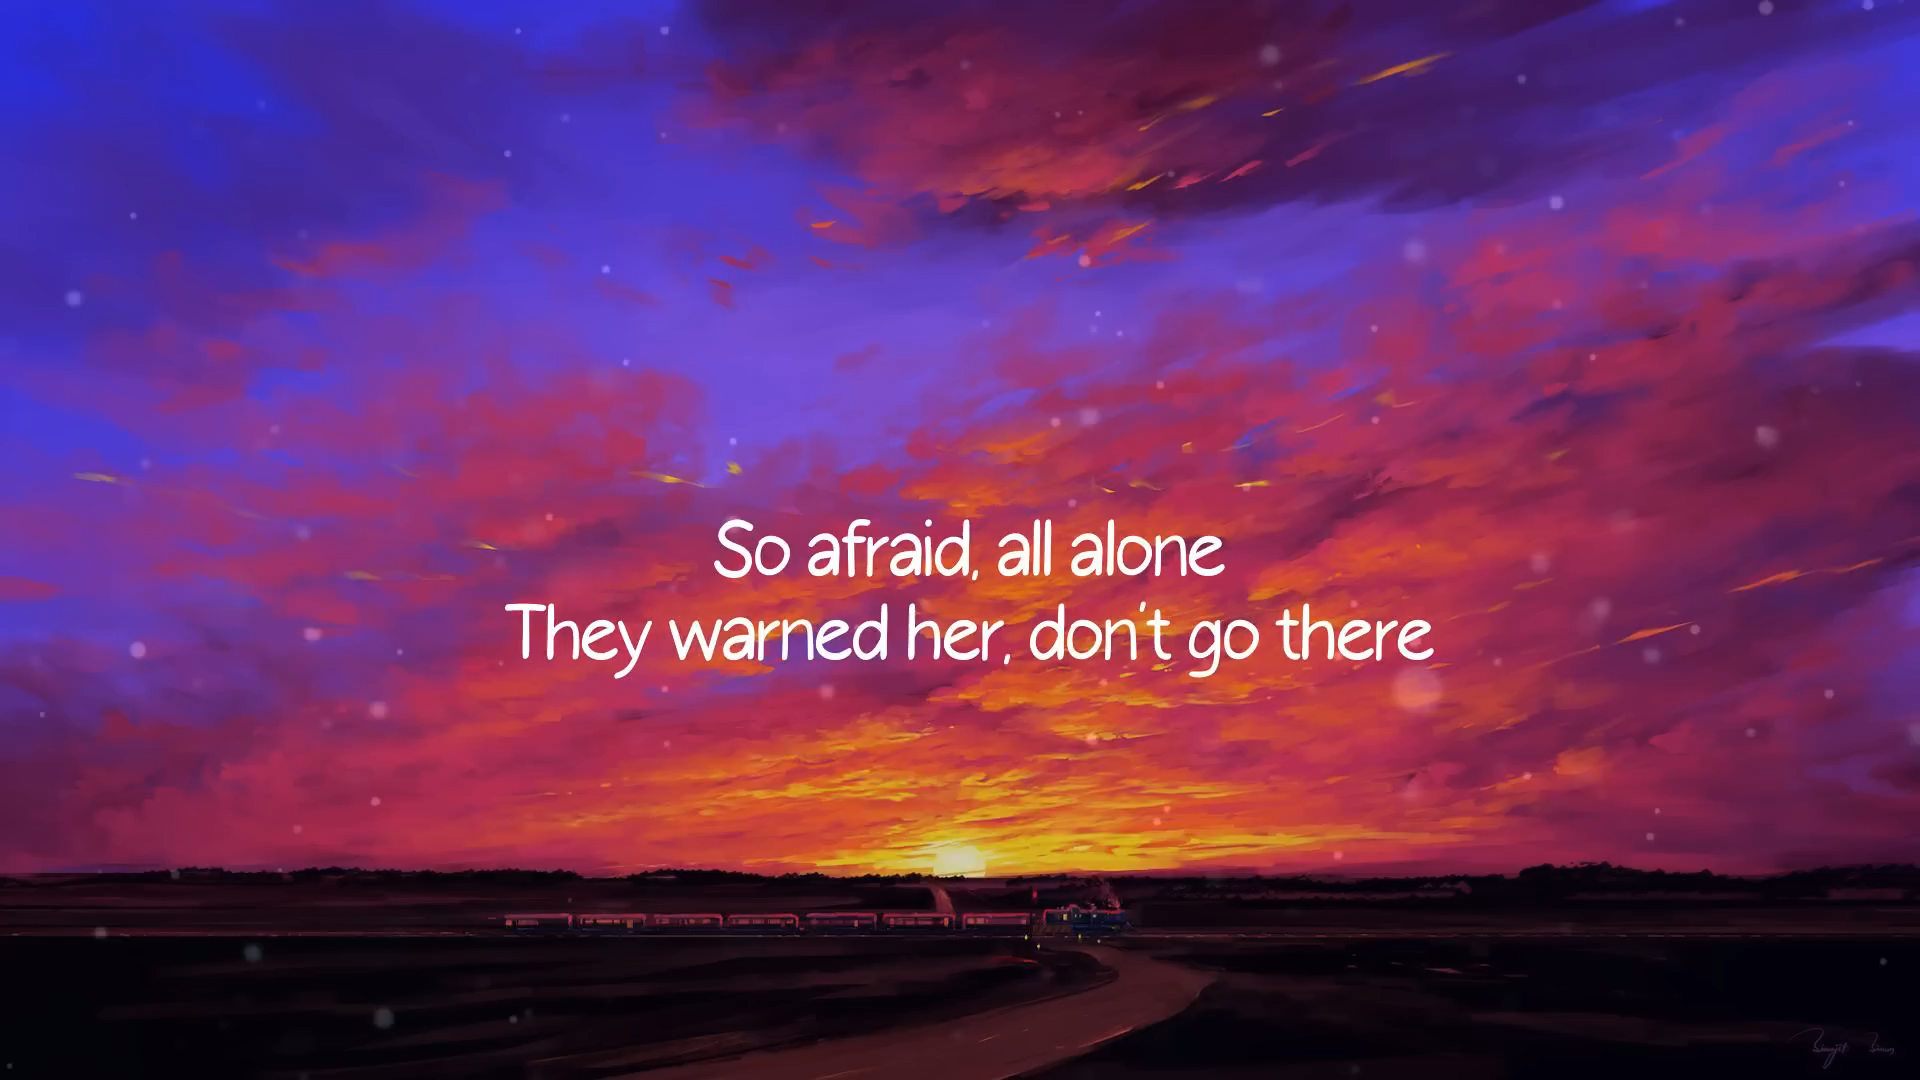 So afraid, all alone
They warned her, don't go there